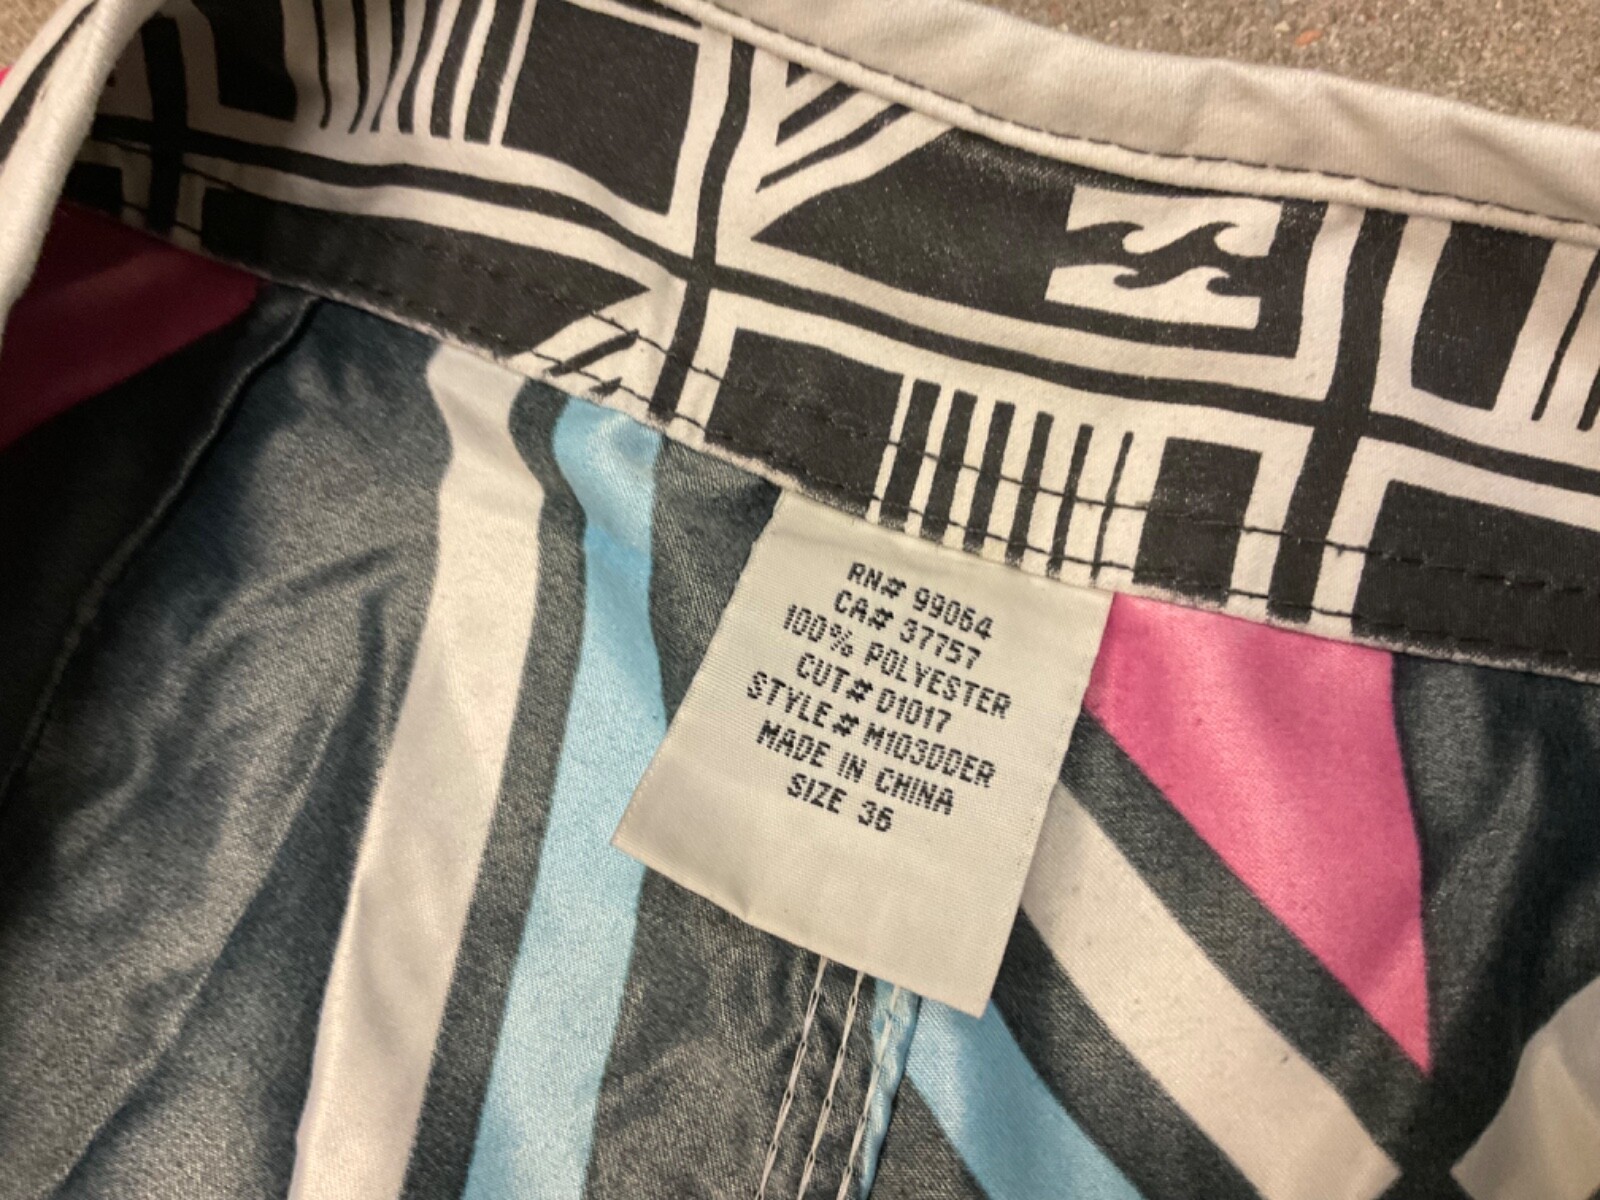 RN# 99064
CA# 37757
100% POLYESTER
CUT# D1017
STYLE# M103DDER
MADE IN CHINA
SIZE 36